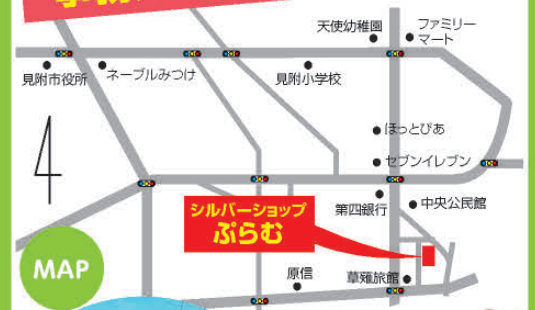 天使幼稚園
ファミリー
マート
見附市役所
ネーブルみつけ
見附小学校
ほっとぴあ
セブンイレブン
第四銀行
中央公民館
シルバーショップ
ぷらむ
MAP
原信
草薙旅館